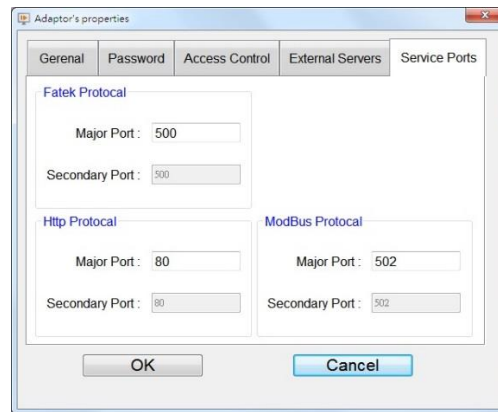 Adaptor's properties
Gerenal Password Access Control External Servers Service Ports
Fatek Protocal
Major Port : 500
Secondary Port : 500
Http Protocal
Major Port : 80
Secondary Port : 80
ModBus Protocal
Major Port : 502
Secondary Port : 502
OK Cancel